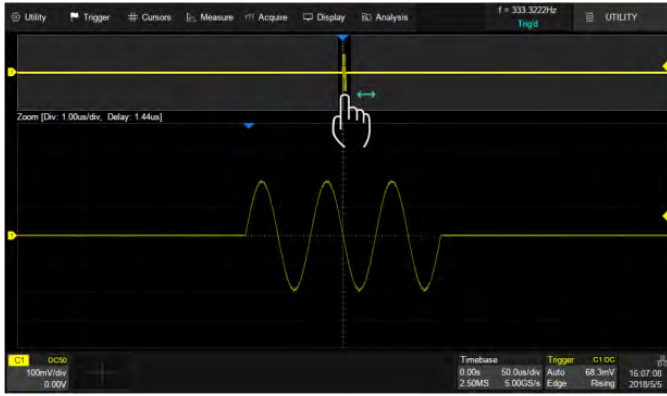 Utility Trigger Cursors Measure Acquire Display Analysis
f = 333.3222Hz
Trig'd
UTILITY
Zoom [Div: 1.00us/div, Delay: 1.44us]
C1 DC50
100mV/div
0.00V
Timebase
0.00s 50.0us/div
2.50MS 5.00GS/s
Trigger C1 DC
Auto 68.3mV
Edge Rising
16:07:08
2018/5/5